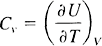 C_v = (∂U/∂T)_V